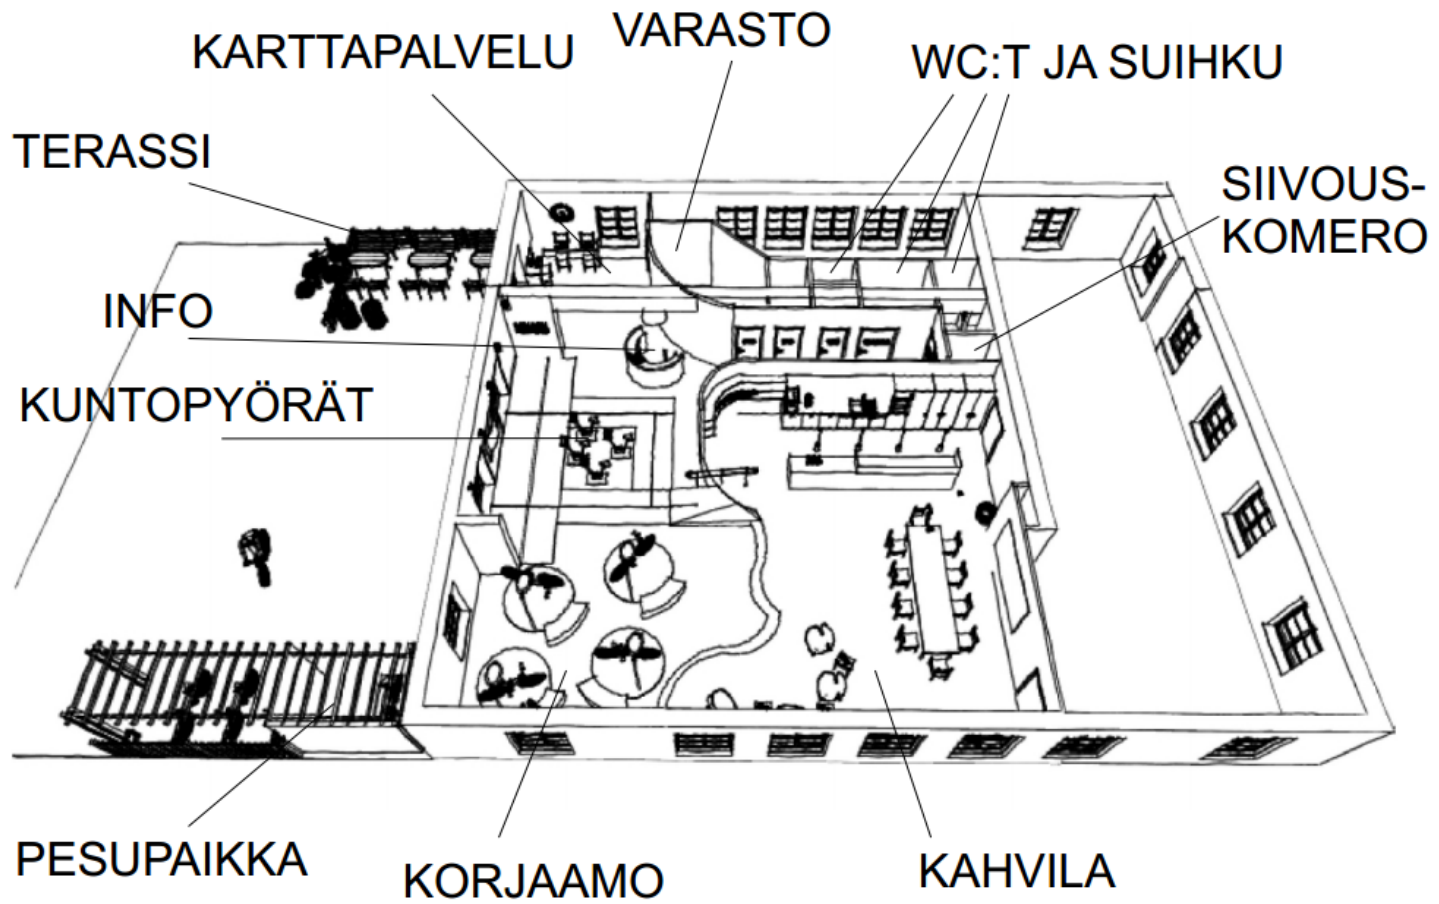 KARTTAPALVELU
VARASTO
WC:T JA SUIHKU
TERASSI
SIIVOUS-
KOMERO
INFO
KUNTOPYÖRÄT
PESUPAIKKA
KORJAAMO
KAHVILA